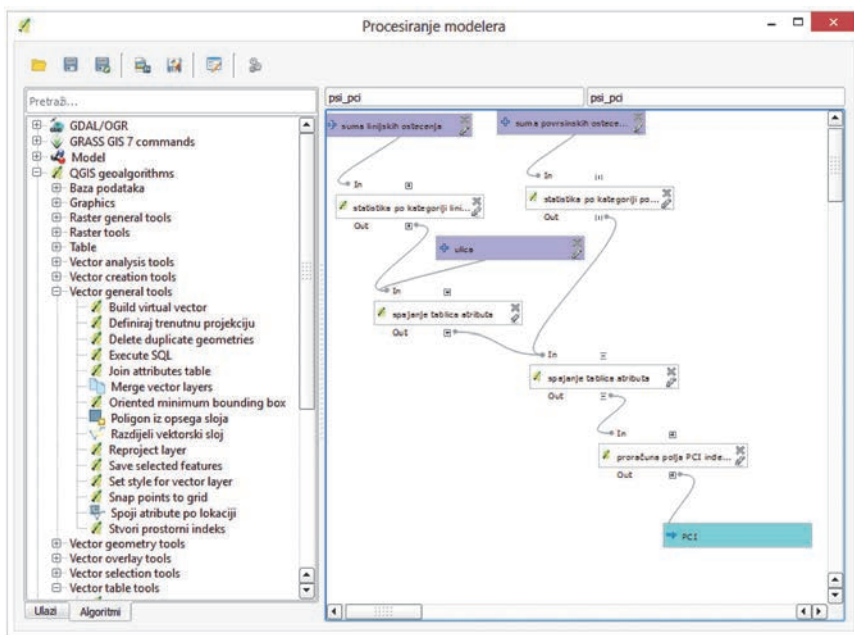 Procesiranje modelera
Pretraži...
psi_pci
psi_pci
GDAL/OGR
GRASS GIS 7 commands
Model
QGIS geoalgorithms
Baza podataka
Graphics
Raster general tools
Raster tools
Table
Vector analysis tools
Vector creation tools
Vector general tools
Build virtual vector
Definiraj trenutnu projekciju
Delete duplicate geometries
Execute SQL
Join attributes table
Merge vector layers
Oriented minimum bounding box
Poligon iz opsega sloja
Razdijeli vektorski sloj
Reproject layer
Save selected features
Set style for vector layer
Snap points to grid
Spoji atribute po lokaciji
Stvori prostorni indeks
Vector geometry tools
Vector overlay tools
Vector selection tools
Vector table tools
Ulazi
Algoritmi
suma linijskih ostecenja
suma povrsinskih ostece...
In
In
statistika po kategoriji lini...
statistika po kategoriji po...
Out
Out
ulica
In
spajanje tablica atributa
Out
In
spajanje tablica atributa
Out
In
proračuna polja PCI inde...
Out
PCI